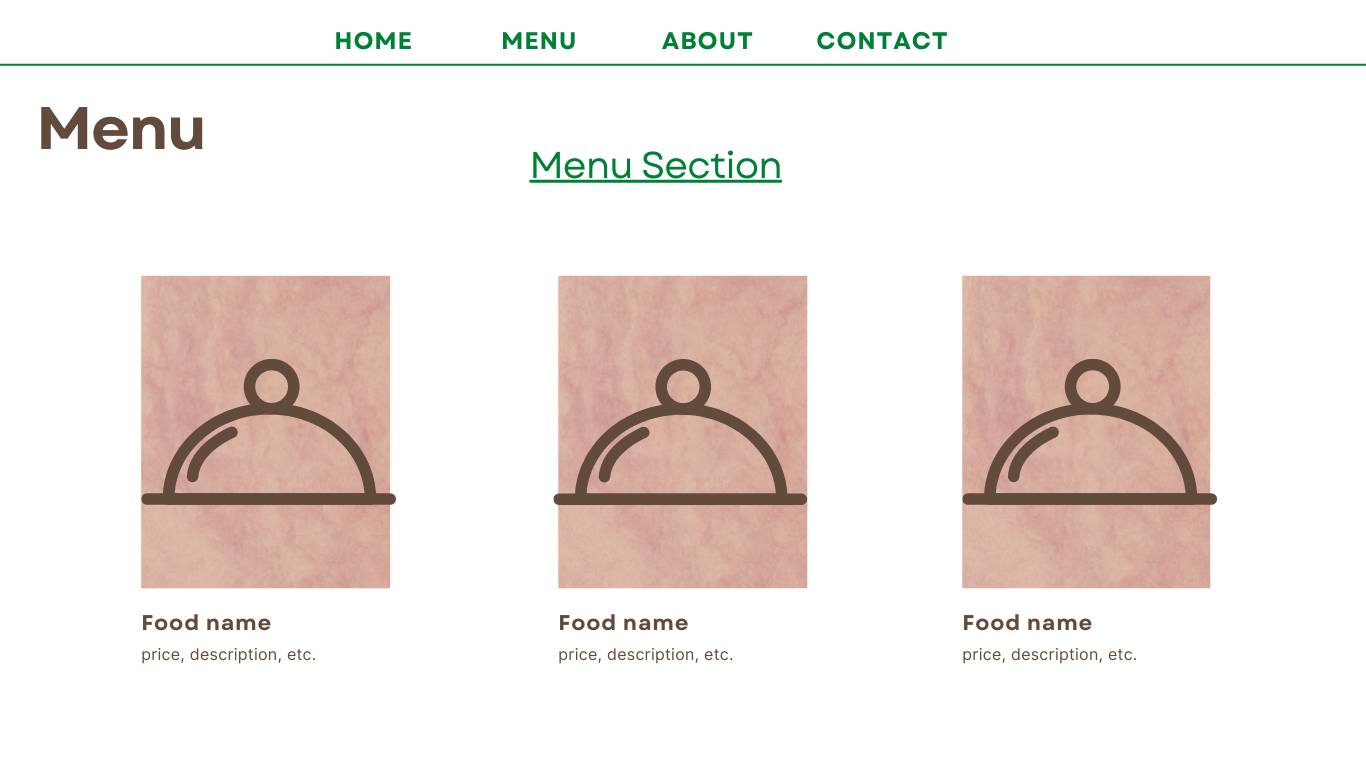 HOME MENU ABOUT CONTACT
Menu
Menu Section
Food name Food name Food name
price, description, etc. price, description, etc. price, description, etc.